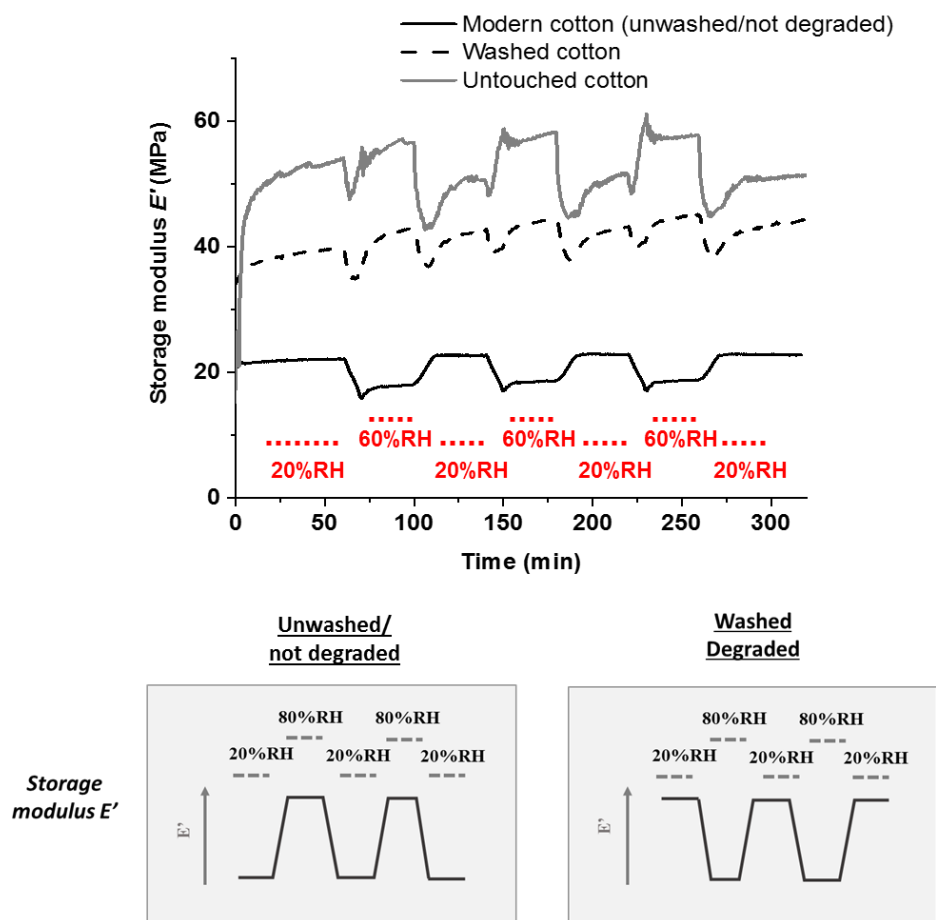 Modern cotton (unwashed/not degraded)
Washed cotton
Untouched cotton
Storage modulus E' (MPa)
60
40
20
0
60%RH 60%RH 60%RH
20%RH 20%RH 20%RH 20%RH
0 50 100 150 200 250 300
Time (min)
Unwashed/
not degraded
Washed
Degraded
Storage
modulus E’
80%RH 80%RH
20%RH 20%RH 20%RH
E’
80%RH 80%RH
20%RH 20%RH 20%RH
E’